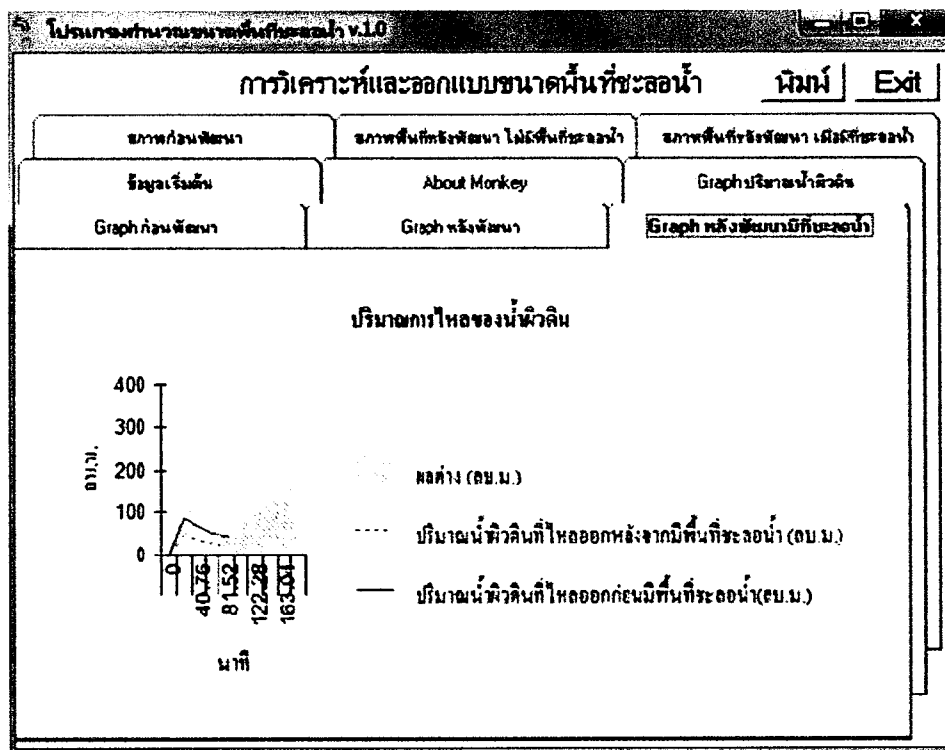 โปรแกรมคำนวณขนาดพื้นที่ชะลอน้ำ v.1.0
การวิเคราะห์และออกแบบขนาดพื้นที่ชะลอน้ำ พิมพ์ Exit
สภาพก่อนพัฒนา สภาพพื้นที่หลังพัฒนา ไม่มีพื้นที่ชะลอน้ำ สภาพพื้นที่หลังพัฒนา เมื่อมีที่ชะลอน้ำ
ข้อมูลเริ่มต้น About Monkey Graph ปริมาณน้ำผิวดิน
Graph ก่อนพัฒนา Graph หลังพัฒนา Graph หลังพัฒนามีที่ชะลอน้ำ
ปริมาณการไหลของน้ำผิวดิน
400
300
200
100
0
ลบ.ม.
0
40.76
81.52
122.28
163.04
นาที
ผลต่าง (ลบ.ม.)
ปริมาณน้ำผิวดินที่ไหลออกหลังจากมีพื้นที่ชะลอน้ำ (ลบ.ม.)
ปริมาณน้ำผิวดินที่ไหลออกก่อนมีพื้นที่ชะลอน้ำ(ลบ.ม.)